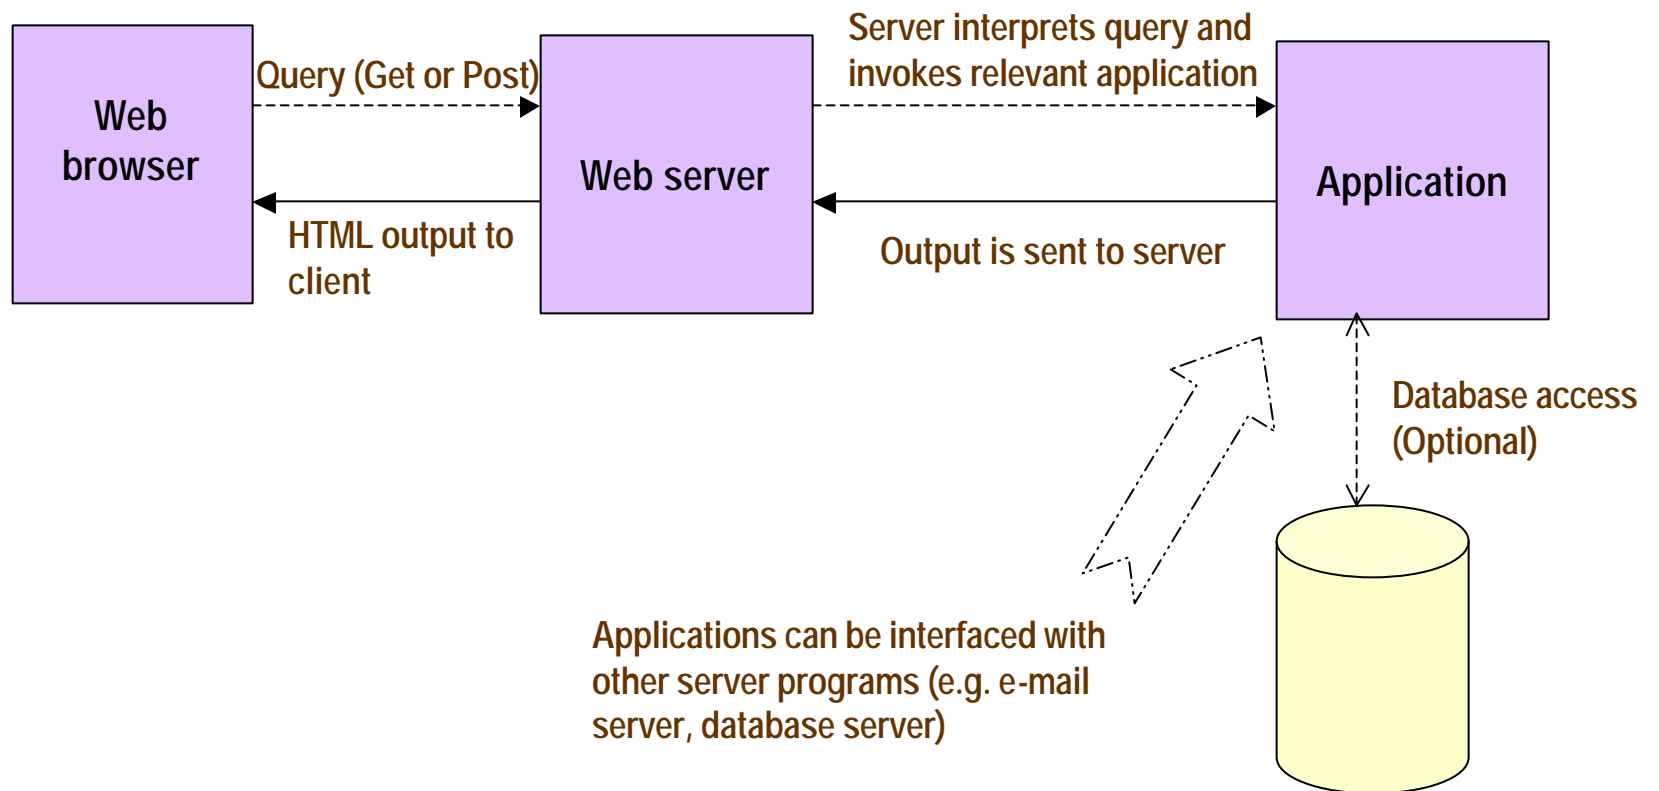 Web
browser
Query (Get or Post)
HTML output to
client
Web server
Server interprets query and
invokes relevant application
Output is sent to server
Application
Database access
(Optional)
Applications can be interfaced with
other server programs (e.g. e-mail
server, database server)